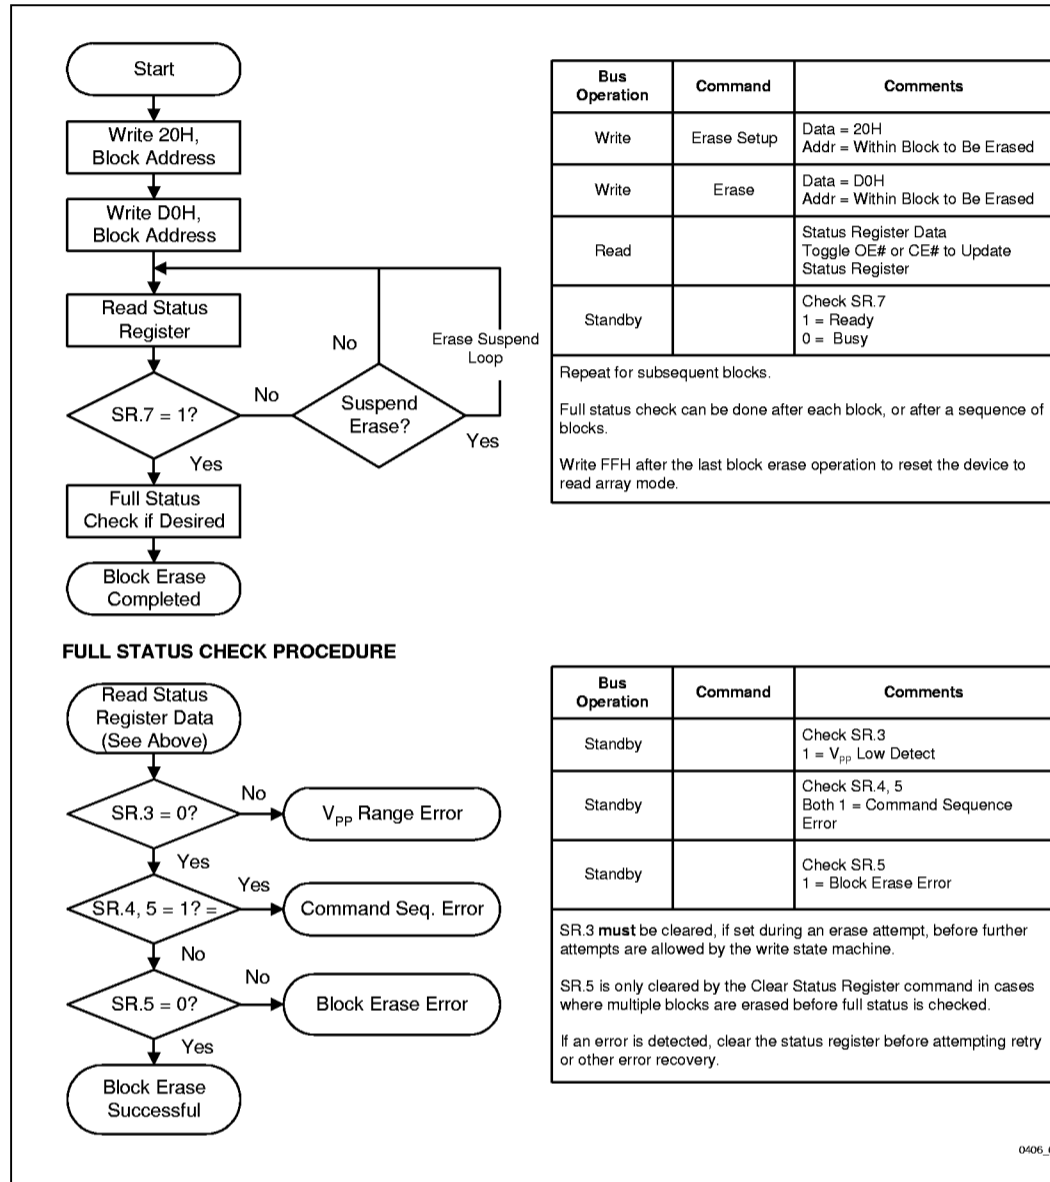 Start
Write 20H,
Block Address
Write D0H,
Block Address
Read Status
Register
SR.7 = 1?
No
Suspend
Erase?
No
Yes
Erase Suspend
Loop
Yes
Full Status
Check if Desired
Block Erase
Completed
Bus
Operation
Command
Comments
Write
Erase Setup
Data = 20H
Addr = Within Block to Be Erased
Write
Erase
Data = D0H
Addr = Within Block to Be Erased
Read
Status Register Data
Toggle OE# or CE# to Update
Status Register
Standby
Check SR.7
1 = Ready
0 = Busy
Repeat for subsequent blocks.
Full status check can be done after each block, or after a sequence of
blocks.
Write FFH after the last block erase operation to reset the device to
read array mode.
FULL STATUS CHECK PROCEDURE
Read Status
Register Data
(See Above)
SR.3 = 0?
No
VPP Range Error
Yes
SR.4, 5 = 1? =
Yes
Command Seq. Error
No
SR.5 = 0?
No
Block Erase Error
Yes
Block Erase
Successful
Bus
Operation
Command
Comments
Standby
Check SR.3
1 = Vpp Low Detect
Standby
Check SR.4, 5
Both 1 = Command Sequence
Error
Standby
Check SR.5
1 = Block Erase Error
SR.3 must be cleared, if set during an erase attempt, before further
attempts are allowed by the write state machine.
SR.5 is only cleared by the Clear Status Register command in cases
where multiple blocks are erased before full status is checked.
If an error is detected, clear the status register before attempting retry
or other error recovery.